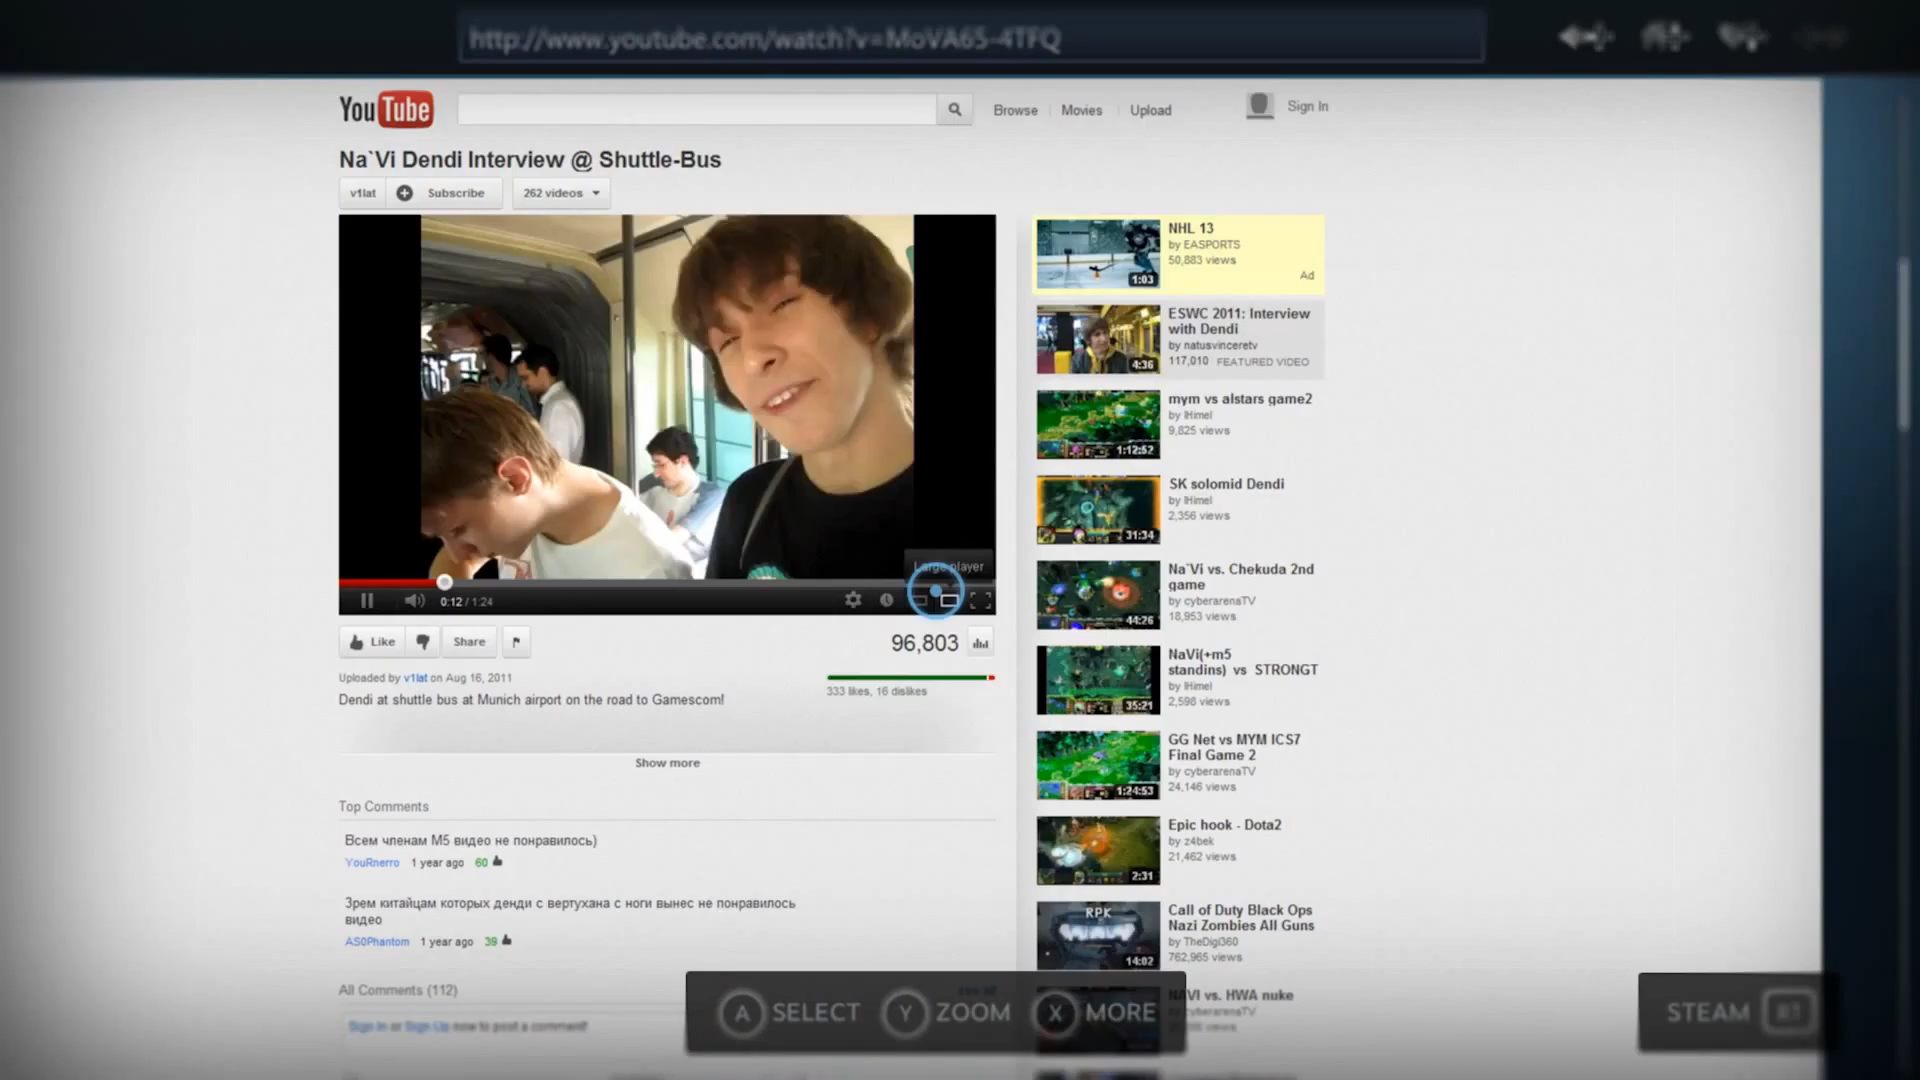 http://www.youtube.com/watch?v=MoVA65-4TFQ
YouTube
Browse
Movies
Upload
Sign In
Na`Vi Dendi Interview @ Shuttle-Bus
v1lat
Subscribe
262 videos
Large player
0:12 / 1:24
Like
Share
96,803
Uploaded by v1lat on Aug 16, 2011
333 likes, 16 dislikes
Dendi at shuttle bus at Munich airport on the road to Gamescom!
Show more
Top Comments
Всем членам М5 видео не понравилось)
YouRnerro 1 year ago 60
Зрем китайцам которых денди с вертухана с ноги вынес не понравилось
видео
AS0Phantom 1 year ago 39
All Comments (112)
see all
Sign In or Sign Up now to post a comment!
NHL 13
by EASPORTS
50,883 views
Ad
1:03
ESWC 2011: Interview
with Dendi
by natusvinceretv
117,010 FEATURED VIDEO
4:36
mym vs alstars game2
by lHimel
9,825 views
1:12:52
SK solomid Dendi
by lHimel
2,356 views
31:34
Na`Vi vs. Chekuda 2nd
game
by cyberarenaTV
18,953 views
44:26
NaVi(+m5
standins) vs STRONGT
by lHimel
2,598 views
35:21
GG Net vs MYM ICS7
Final Game 2
by cyberarenaTV
24,146 views
1:24:53
Epic hook - Dota2
by z4bek
21,462 views
2:31
RPK
Call of Duty Black Ops
Nazi Zombies All Guns
by TheDigi360
762,965 views
14:02
NAVI vs. HWA nuke
cyberarenaTV
views
A SELECT
Y ZOOM
X MORE
STEAM